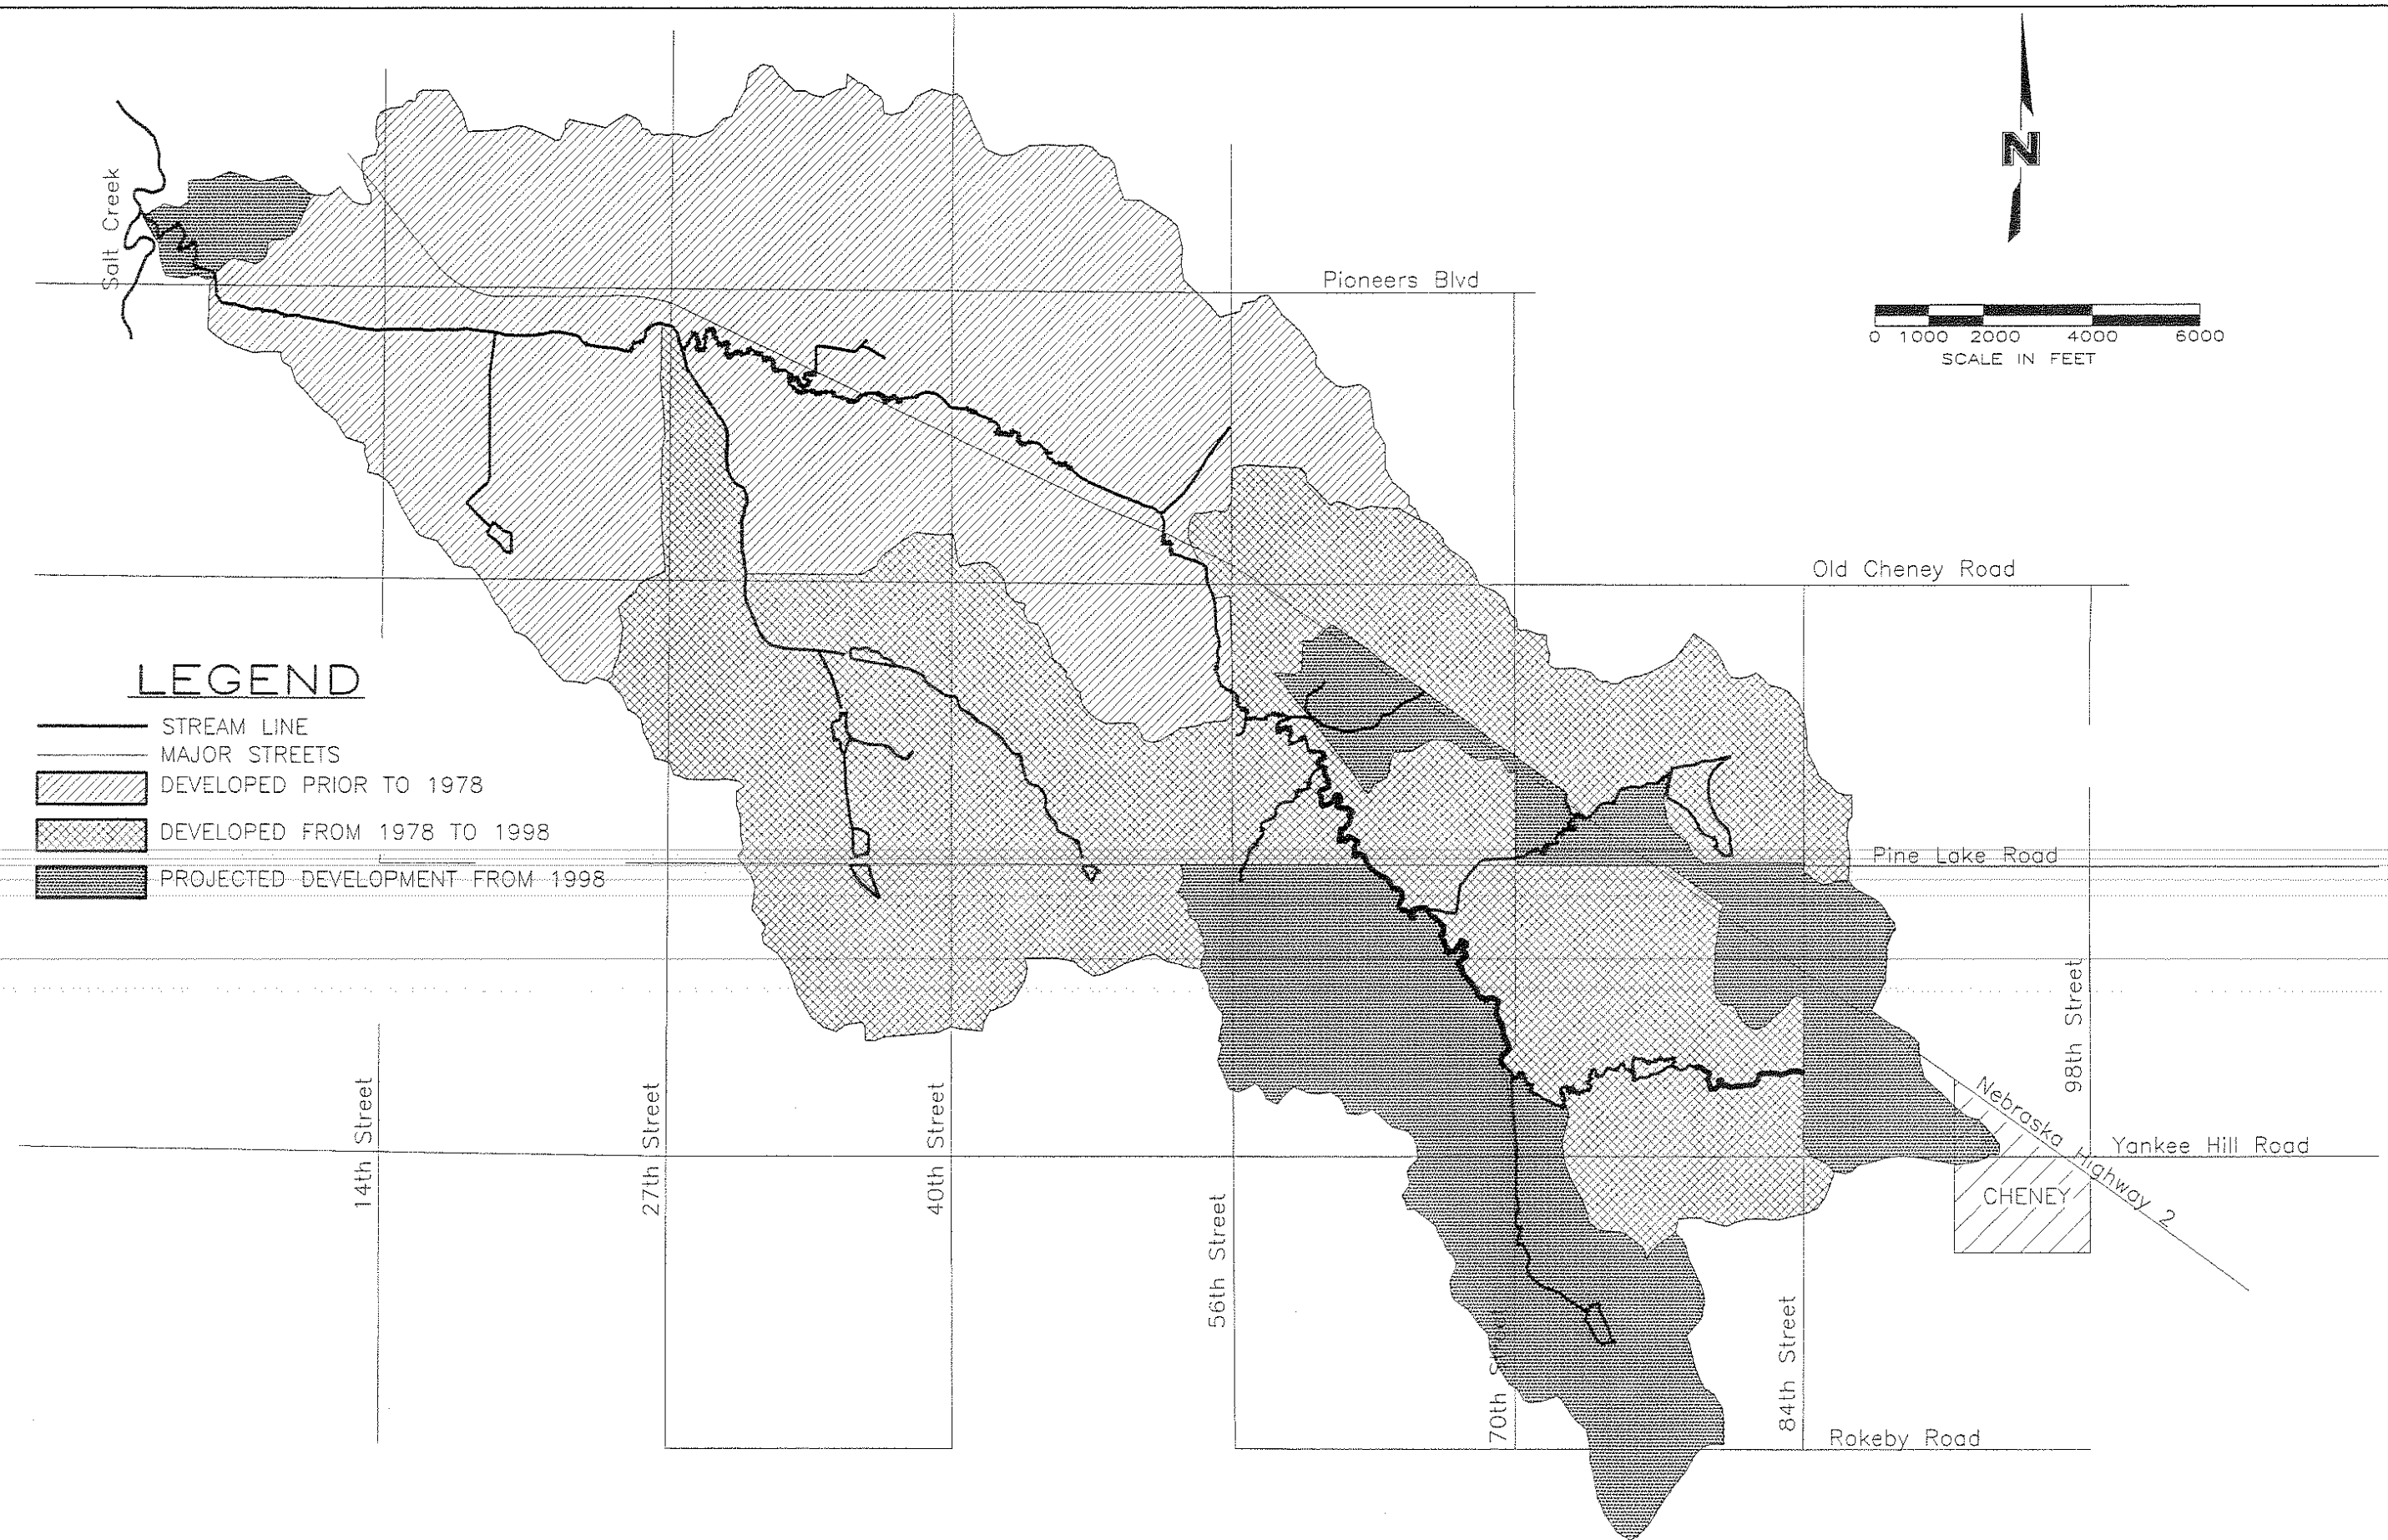 N
Salt Creek
Pioneers Blvd
0 1000 2000 4000 6000
SCALE IN FEET
Old Cheney Road
LEGEND
STREAM LINE
MAJOR STREETS
DEVELOPED PRIOR TO 1978
DEVELOPED FROM 1978 TO 1998
PROJECTED DEVELOPMENT FROM 1998
Pine Lake Road
98th Street
14th Street
27th Street
40th Street
56th Street
70th Street
84th Street
Nebraska Highway 2
Yankee Hill Road
CHENEY
Rokeby Road